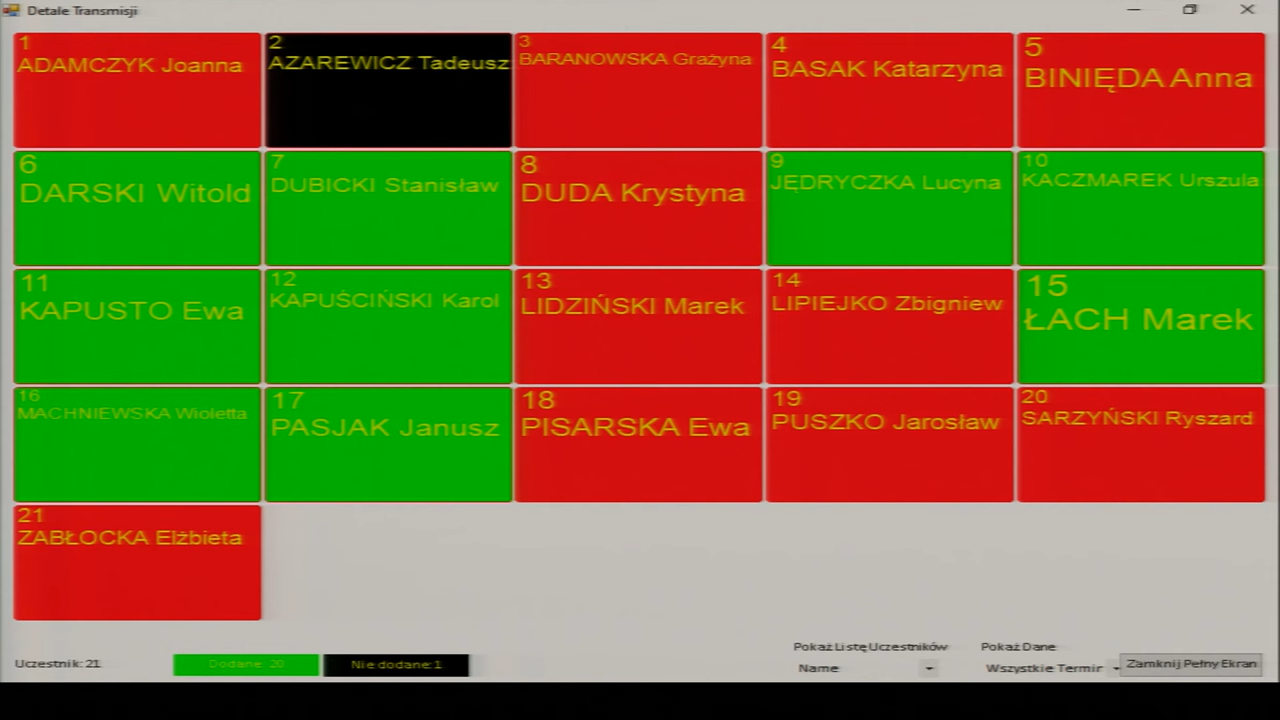 Detale Transmisji
1
ADAMCZYK Joanna
2
AZAREWICZ Tadeusz
3
BARANOWSKA Grażyna
4
BASAK Katarzyna
5
BINIĘDA Anna
6
DARSKI Witold
7
DUBICKI Stanisław
8
DUDA Krystyna
9
JĘDRYCZKA Lucyna
10
KACZMAREK Urszula
11
KAPUSTO Ewa
12
KAPUŚCIŃSKI Karol
13
LIDZIŃSKI Marek
14
LIPIEJKO Zbigniew
15
ŁACH Marek
16
MACHNIEWSKA Wioletta
17
PASJAK Janusz
18
PISARSKA Ewa
19
PUSZKO Jarosław
20
SARZYŃSKI Ryszard
21
ZABŁOCKA Elżbieta
Pokaż Listę Uczestników Pokaż Dane
Uczestnik: 21 Dodane: 20 Nie dodane: 1 Name Wszystkie Termir Zamknij Pełny Ekran